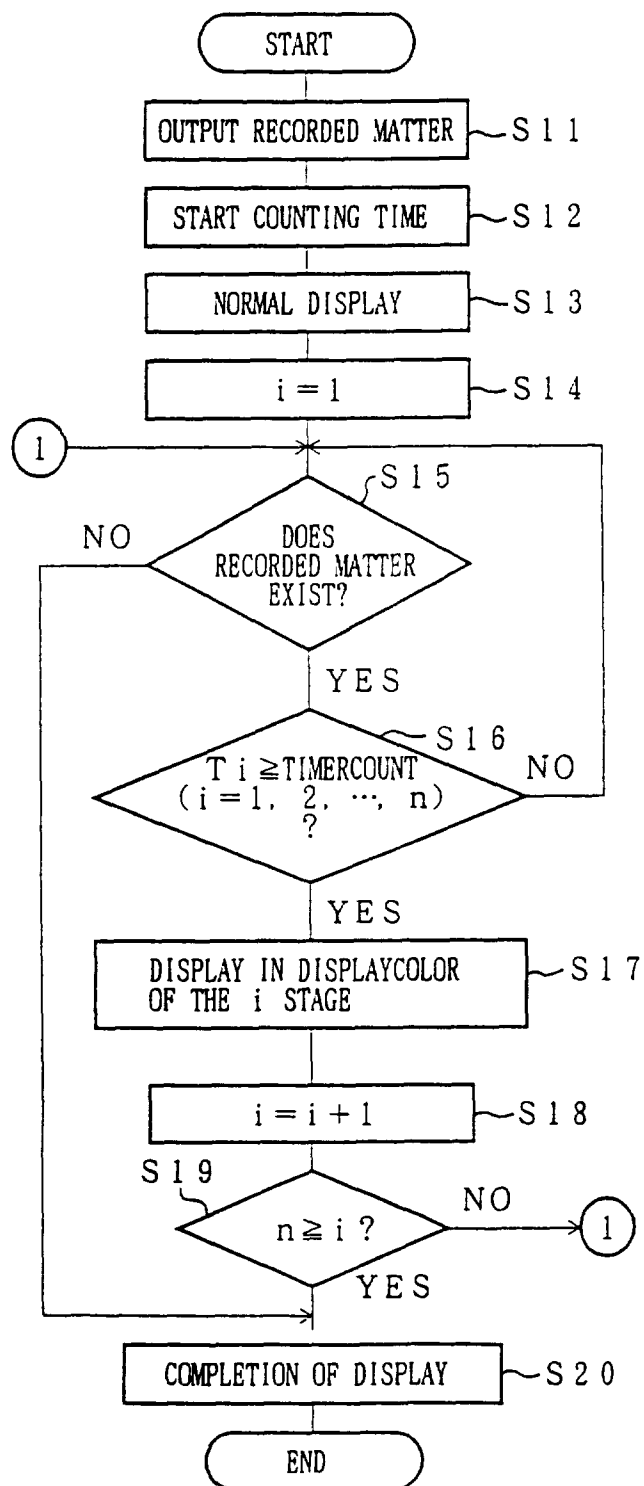 START
OUTPUT RECORDED MATTER
S11
START COUNTING TIME
S12
NORMAL DISPLAY
S13
i=1
S14
1
S15
NO
DOES
RECORDED MATTER
EXIST?
YES
S16
Ti≧TIMERCOUNT
(i=1, 2, ···, n)
?
NO
YES
DISPLAY IN DISPLAYCOLOR
OF THE i STAGE
S17
i=i+1
S18
S19
n≧i?
NO
1
YES
COMPLETION OF DISPLAY
S20
END